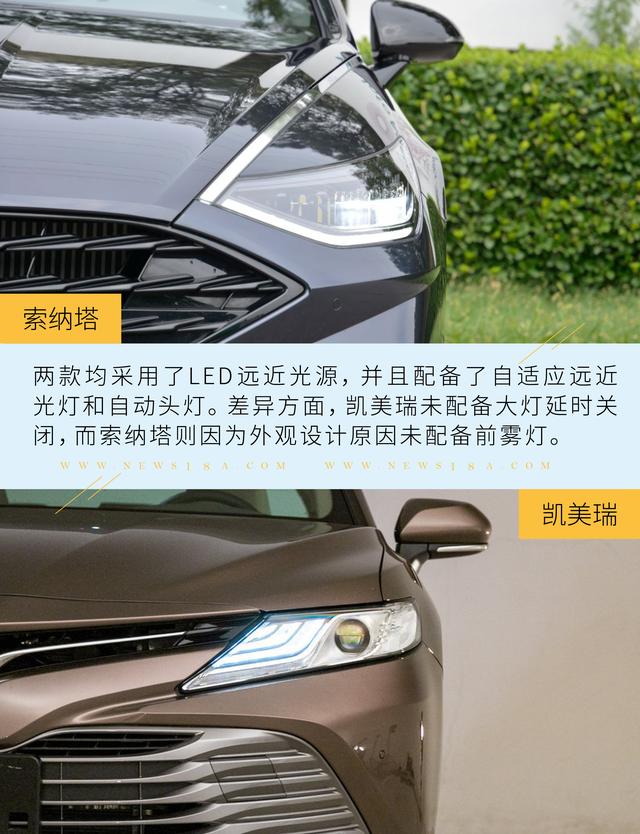 索纳塔
两款均采用了LED远近光源，并且配备了自适应远近
光灯和自动头灯。差异方面，凯美瑞未配备大灯延时关
闭，而索纳塔则因为外观设计原因未配备前雾灯。
WWW.NEWS18A.COM WWW.NEWS18A.COM
凯美瑞